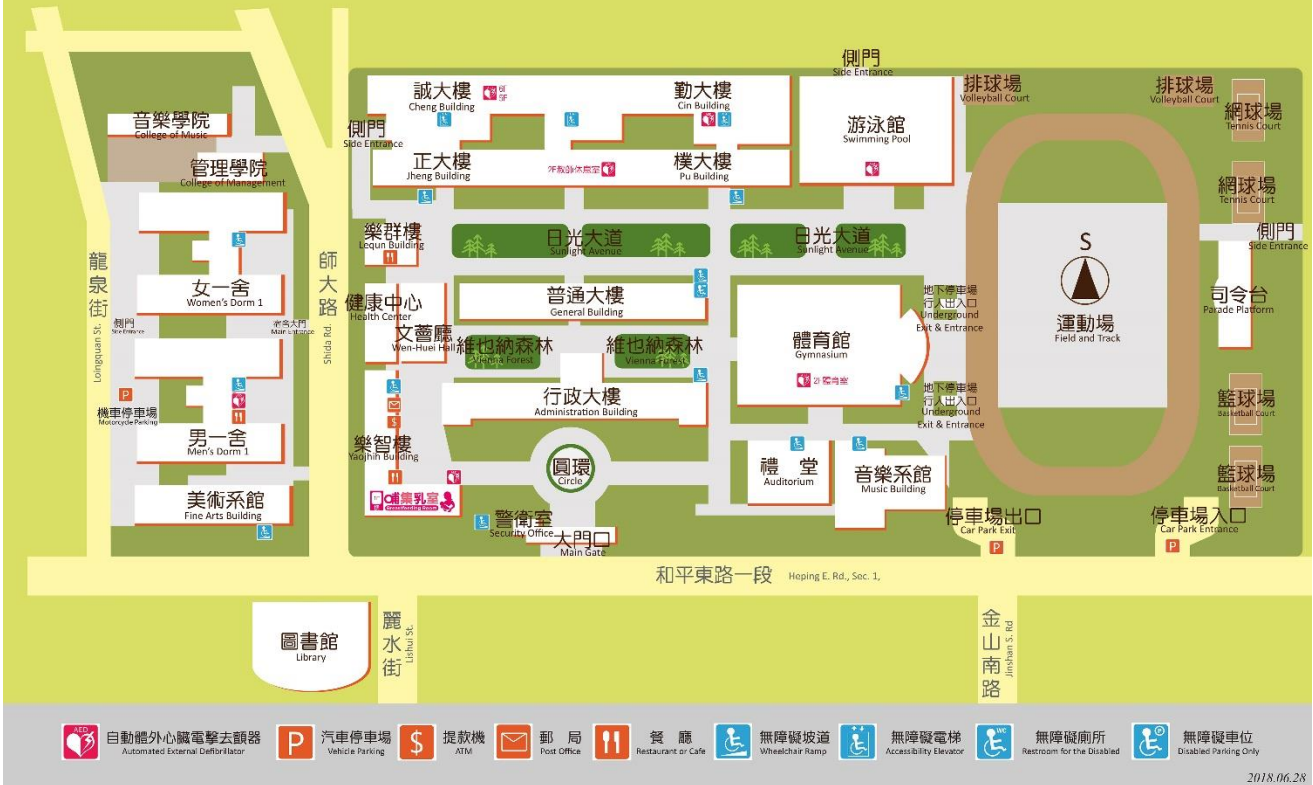 側門
Side Entrance
誠大樓
Cheng Building
勤大樓
Cin Building
排球場
Volleyball Court
排球場
Volleyball Court
網球場
Tennis Court
音樂學院
College of Music
側門
Side Entrance
游泳館
Swimming Pool
管理學院
College of Management
正大樓
Jheng Building
2F教師休息室
樸大樓
Pu Building
網球場
Tennis Court
樂群樓
Lequn Building
日光大道
Sunlight Avenue
日光大道
Sunlight Avenue
側門
Side Entrance
S
龍泉街
Loingquan St.
師大路
Shida Rd.
女一舍
Women's Dorm 1
健康中心
Health Center
普通大樓
General Building
地下停車場
行人出入口
Underground
Exit & Entrance
運動場
Field and Track
司令台
Parade Platform
側門
Side Entrance
Main Entrance
文薈廳
Wen-Huei Hall
維也納森林
Vienna Forest
維也納森林
Vienna Forest
體育館
Gymnasium
2F體育室
機車停車場
Motorcycle Parking
P
男一舍
Men's Dorm 1
行政大樓
Administration Building
地下停車場
行人出入口
Underground
Exit & Entrance
籃球場
Basketball Court
$
樂智樓
Yaojhih Building
圓環
Circle
禮 堂
Auditorium
音樂系館
Music Building
籃球場
Basketball Court
美術系館
Fine Arts Building
哺集乳室
Breastfeeding Room
警衛室
Security Office
大門口
Main Gate
停車場出口
Car Park Exit
P
停車場入口
Car Park Entrance
P
和平東路一段 Heping E. Rd., Sec. 1,
圖書館
Library
麗水街
Lishui St.
金山南路
Jinshan S. Rd
AED
自動體外心臟電擊去顫器
Automated External Defibrillator
P
汽車停車場
Vehicle Parking
$
提款機
ATM
郵 局
Post Office
餐 廳
Restaurant or Cafe
無障礙坡道
Wheelchair Ramp
無障礙電梯
Accessibility Elevator
WC
無障礙廁所
Restroom for the Disabled
P
無障礙車位
Disabled Parking Only
2018.06.28